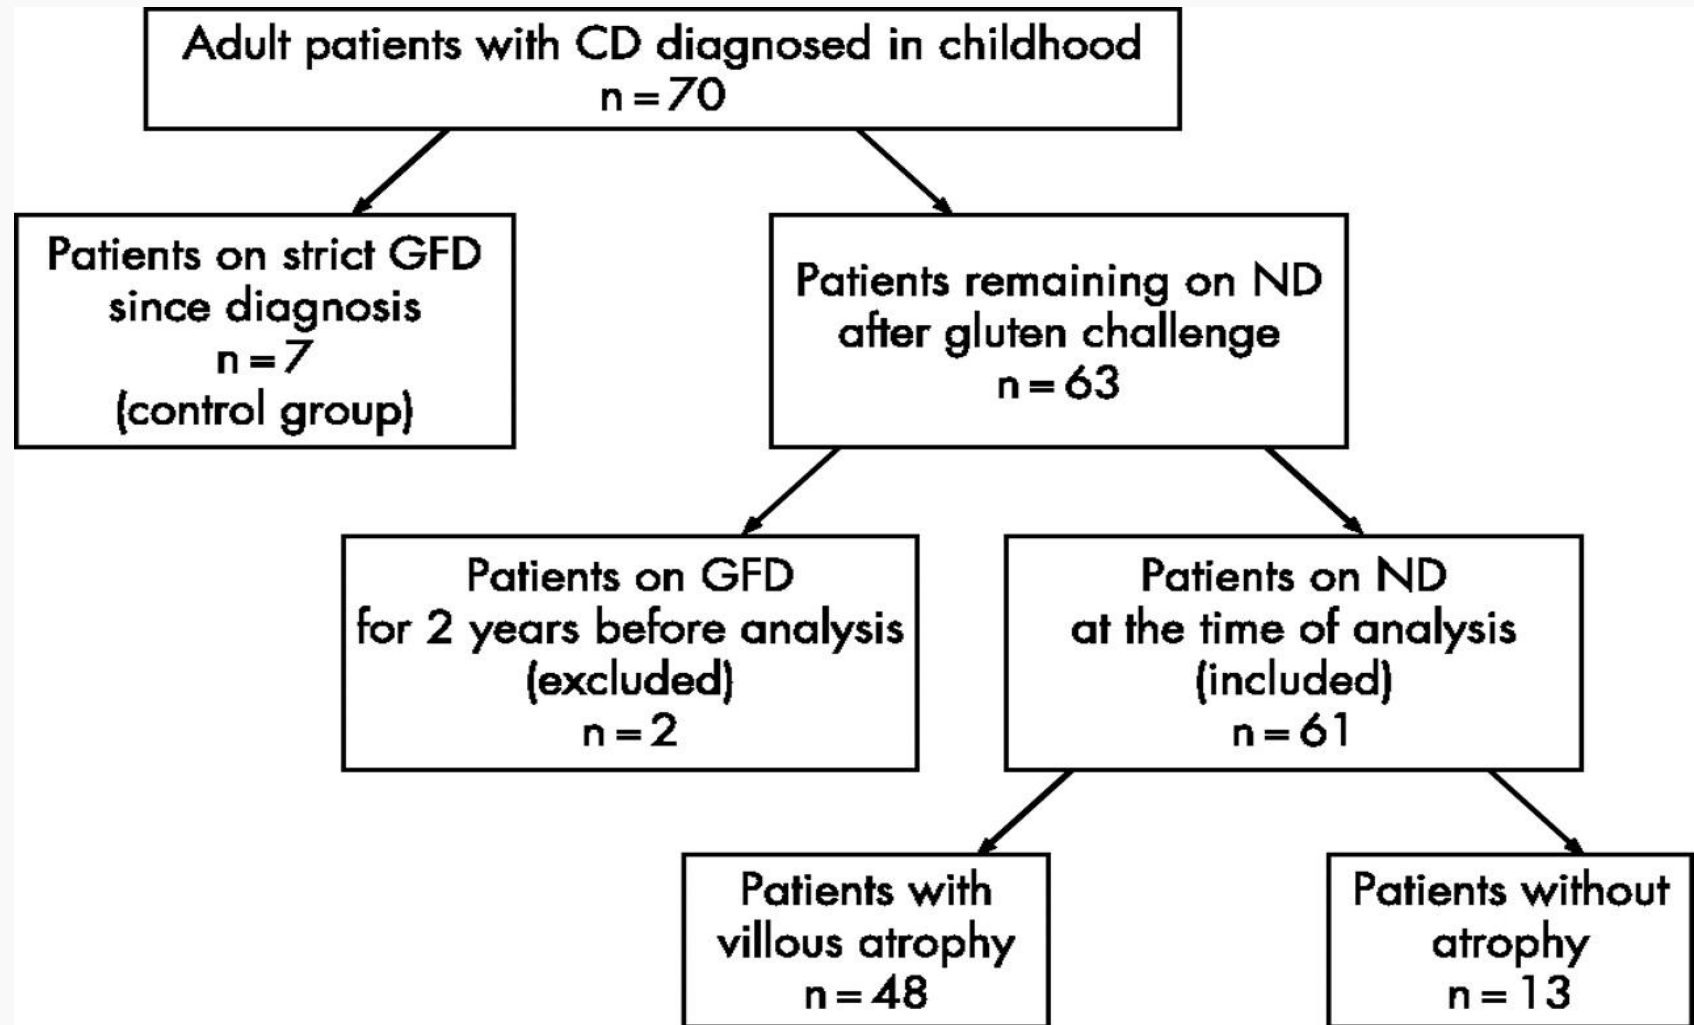 Adult patients with CD diagnosed in childhood
n = 70
Patients on strict GFD
since diagnosis
n = 7
(control group)
Patients remaining on ND
after gluten challenge
n = 63
Patients on GFD
for 2 years before analysis
(excluded)
n = 2
Patients on ND
at the time of analysis
(included)
n = 61
Patients with
villous atrophy
n = 48
Patients without
atrophy
n = 13